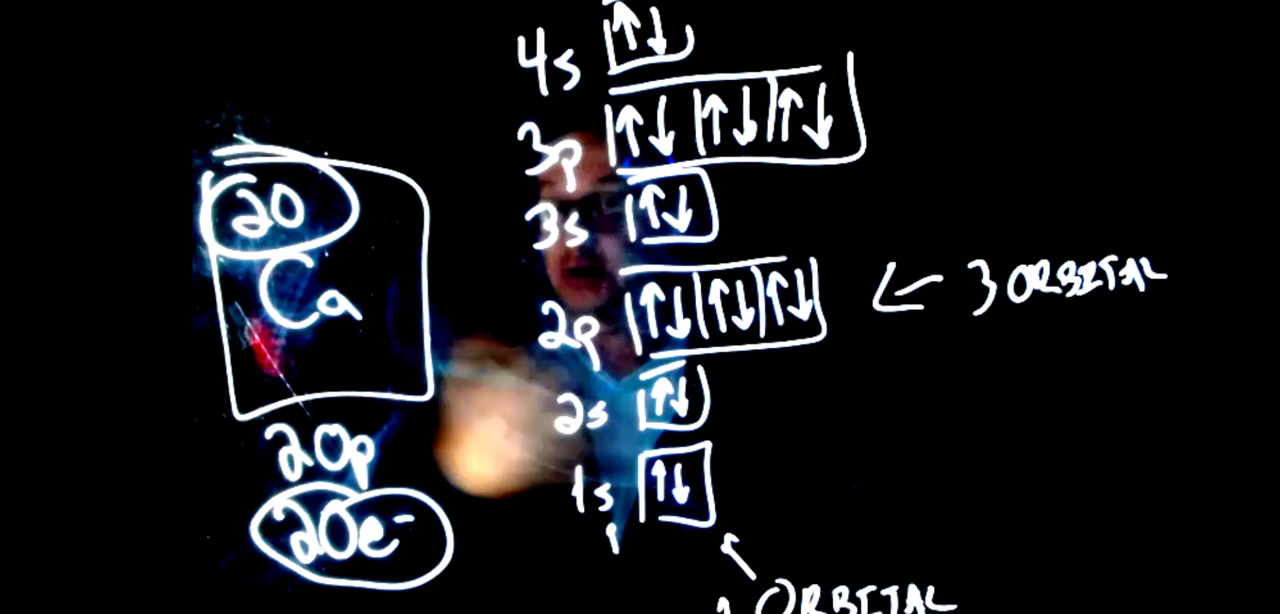 4s ↑↓
3p ↑↓ ↑↓ ↑↓
3s ↑↓
2p ↑↓ ↑↓ ↑↓ ← 3 ORBITAL
2s ↑↓
1s ↑↓
ORBITAL
20
Ca
20p
20e⁻